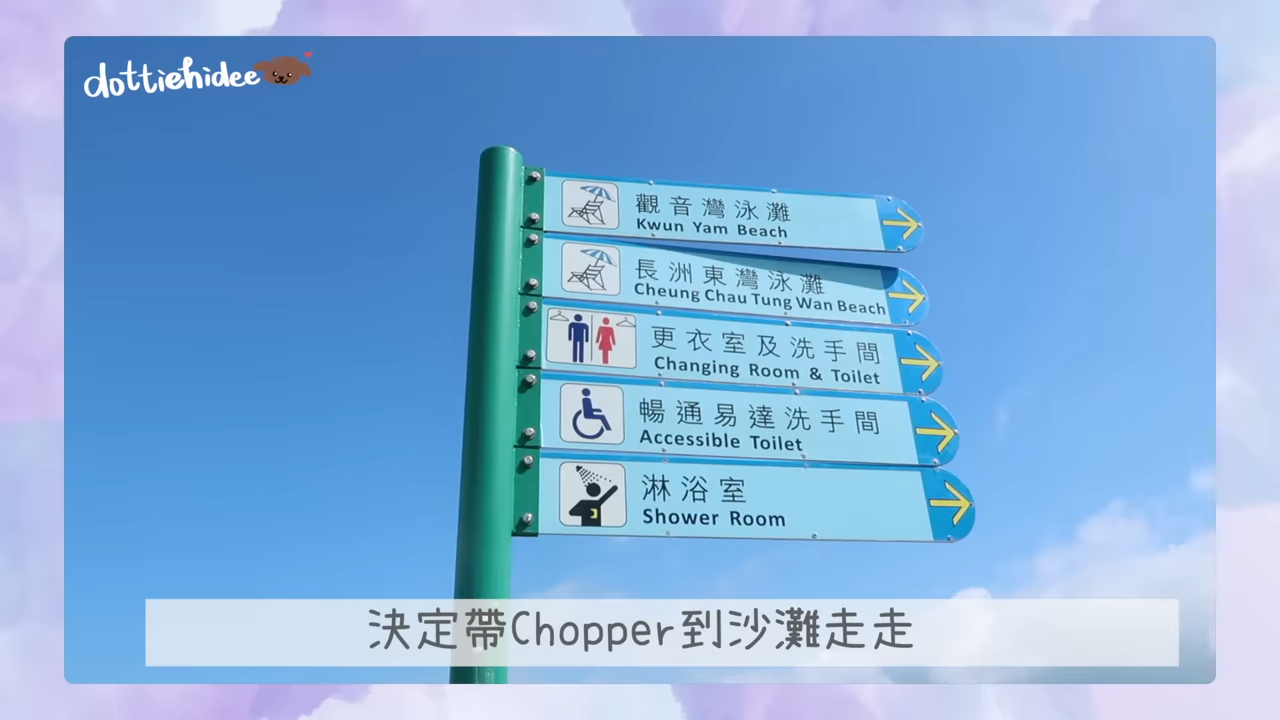 dottiehidee
觀音灣泳灘
Kwun Yam Beach
長洲東灣泳灘
Cheung Chau Tung Wan Beach
更衣室及洗手間
Changing Room & Toilet
暢通易達洗手間
Accessible Toilet
淋浴室
Shower Room
決定帶Chopper到沙灘走走